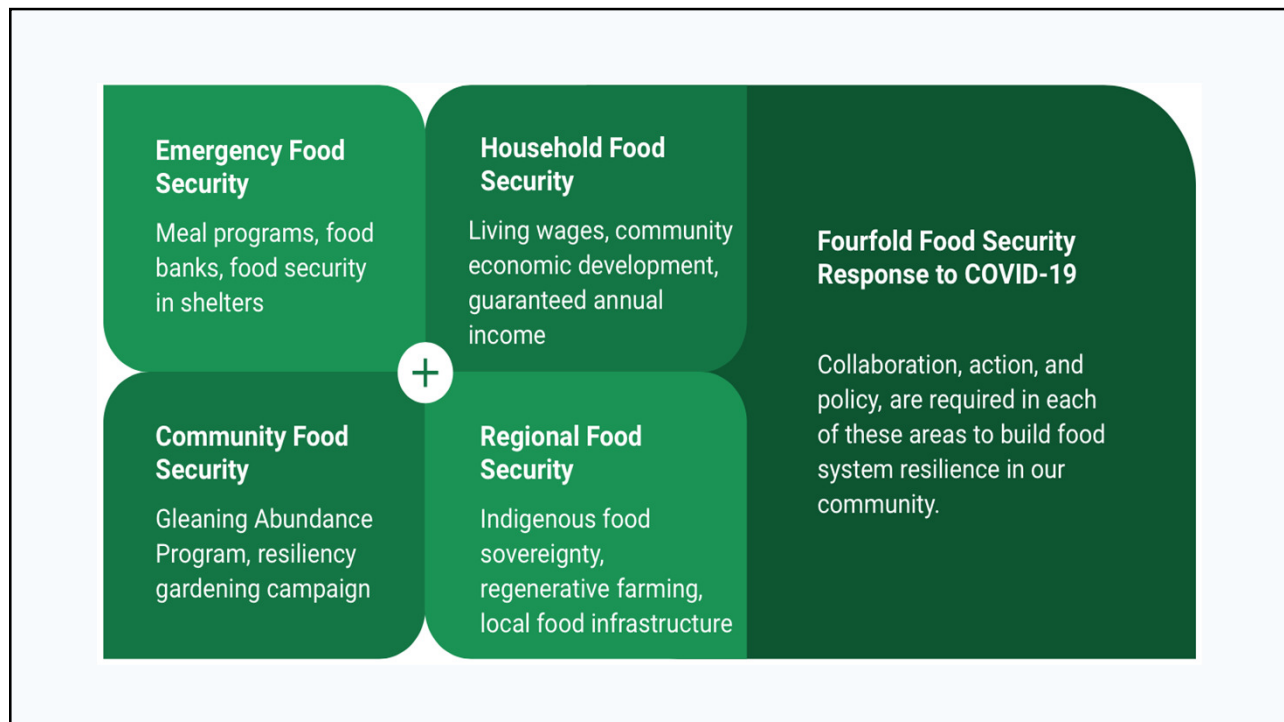 Emergency Food
Security
Meal programs, food
banks, food security
in shelters
Household Food
Security
Living wages, community
economic development,
guaranteed annual
income
Community Food
Security
Gleaning Abundance
Program, resiliency
gardening campaign
Regional Food
Security
Indigenous food
sovereignty,
regenerative farming,
local food infrastructure
Fourfold Food Security
Response to COVID-19
Collaboration, action, and
policy, are required in each
of these areas to build food
system resilience in our
community.